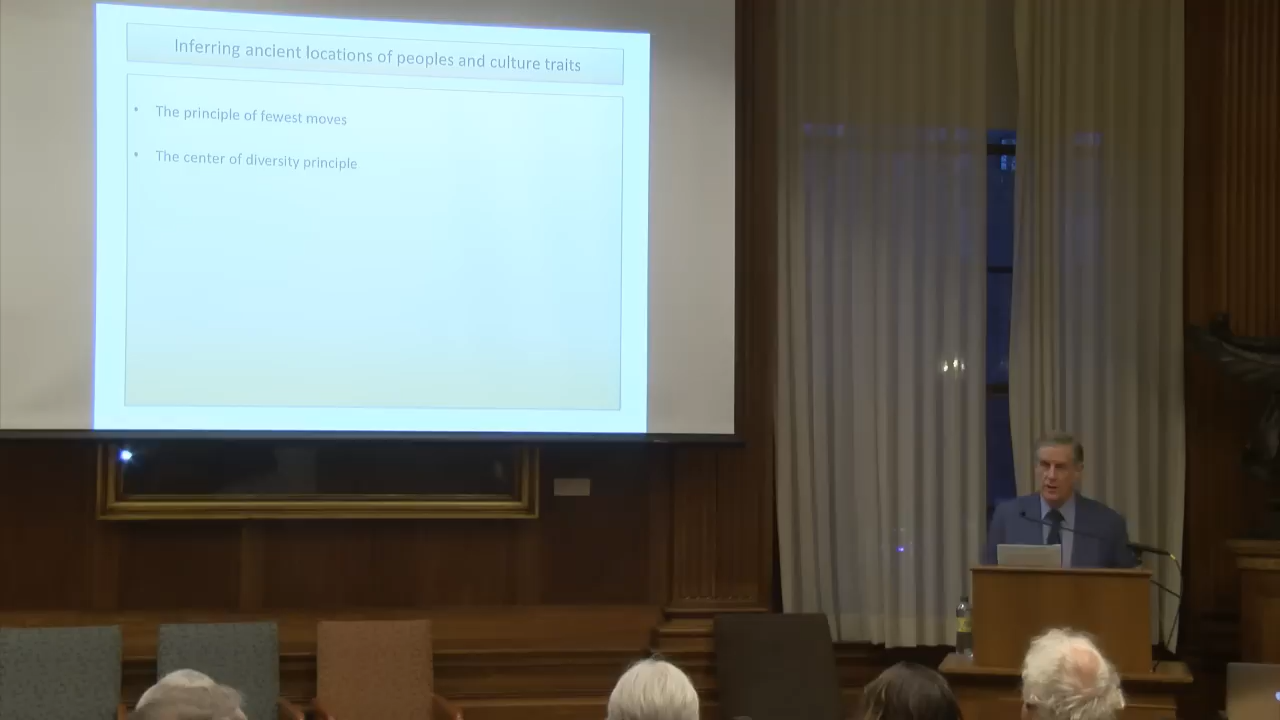 Inferring ancient locations of peoples and culture traits
• The principle of fewest moves
• The center of diversity principle